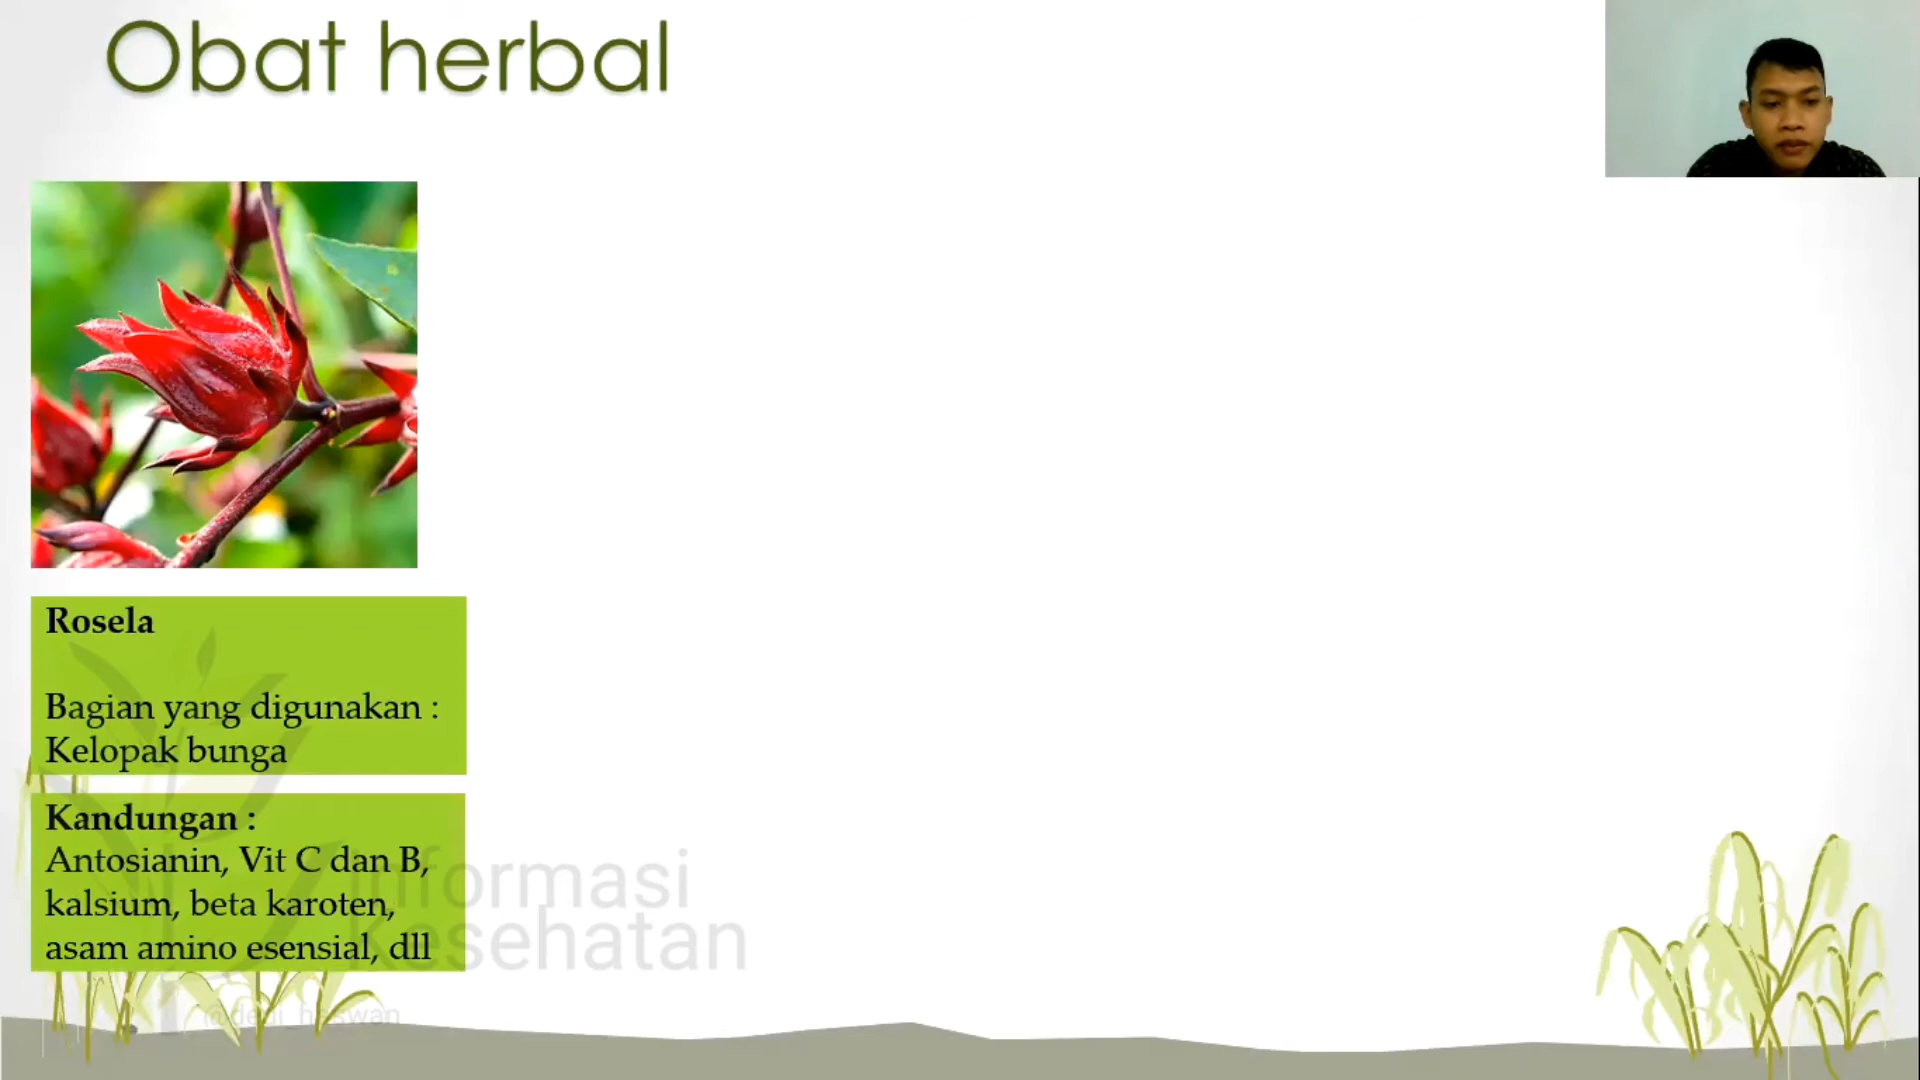 Obat herbal
Rosela
Bagian yang digunakan :
Kelopak bunga
Kandungan :
Antosianin, Vit C dan B,
kalsium, beta karoten,
asam amino esensial, dll
Informasi
Kesehatan